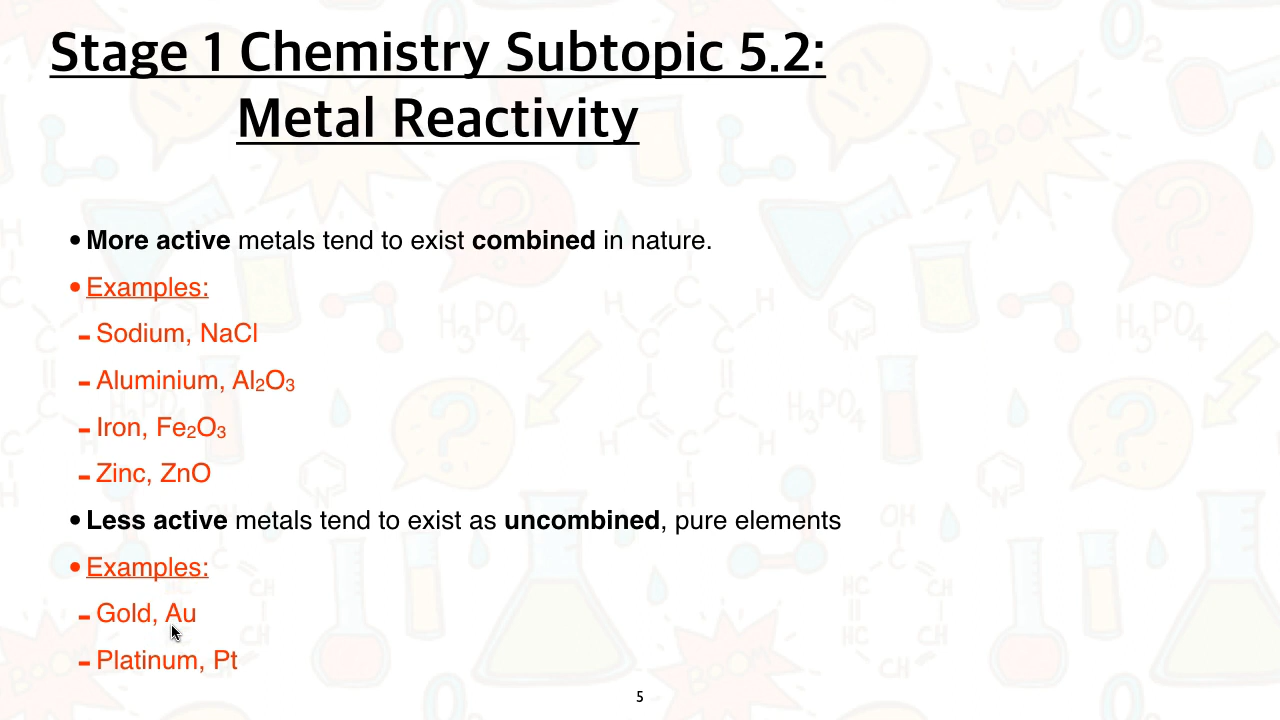 Stage 1 Chemistry Subtopic 5.2:
Metal Reactivity
• More active metals tend to exist combined in nature.
• Examples:
- Sodium, NaCl
- Aluminium, Al₂O₃
- Iron, Fe₂O₃
- Zinc, ZnO
• Less active metals tend to exist as uncombined, pure elements
• Examples:
- Gold, Au
- Platinum, Pt
5